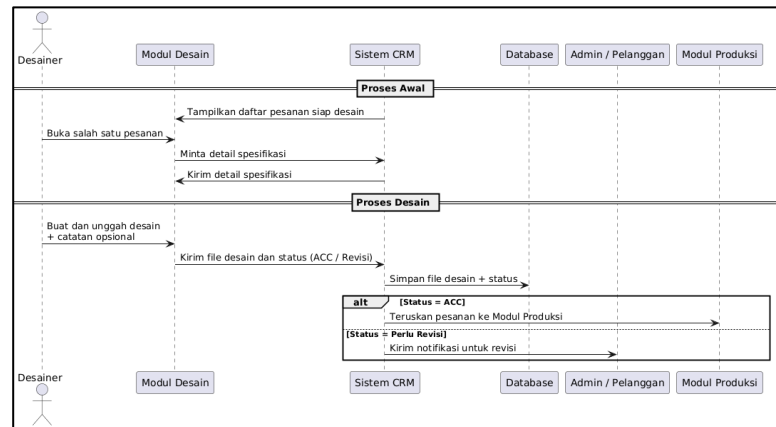 Desainer
Modul Desain
Sistem CRM
Database
Admin / Pelanggan
Modul Produksi
Proses Awal
Tampilkan daftar pesanan siap desain
Buka salah satu pesanan
Minta detail spesifikasi
Kirim detail spesifikasi
Proses Desain
Buat dan unggah desain
+ catatan opsional
Kirim file desain dan status (ACC / Revisi)
Simpan file desain + status
alt [Status = ACC]
Teruskan pesanan ke Modul Produksi
[Status = Perlu Revisi]
Kirim notifikasi untuk revisi
Desainer
Modul Desain
Sistem CRM
Database
Admin / Pelanggan
Modul Produksi